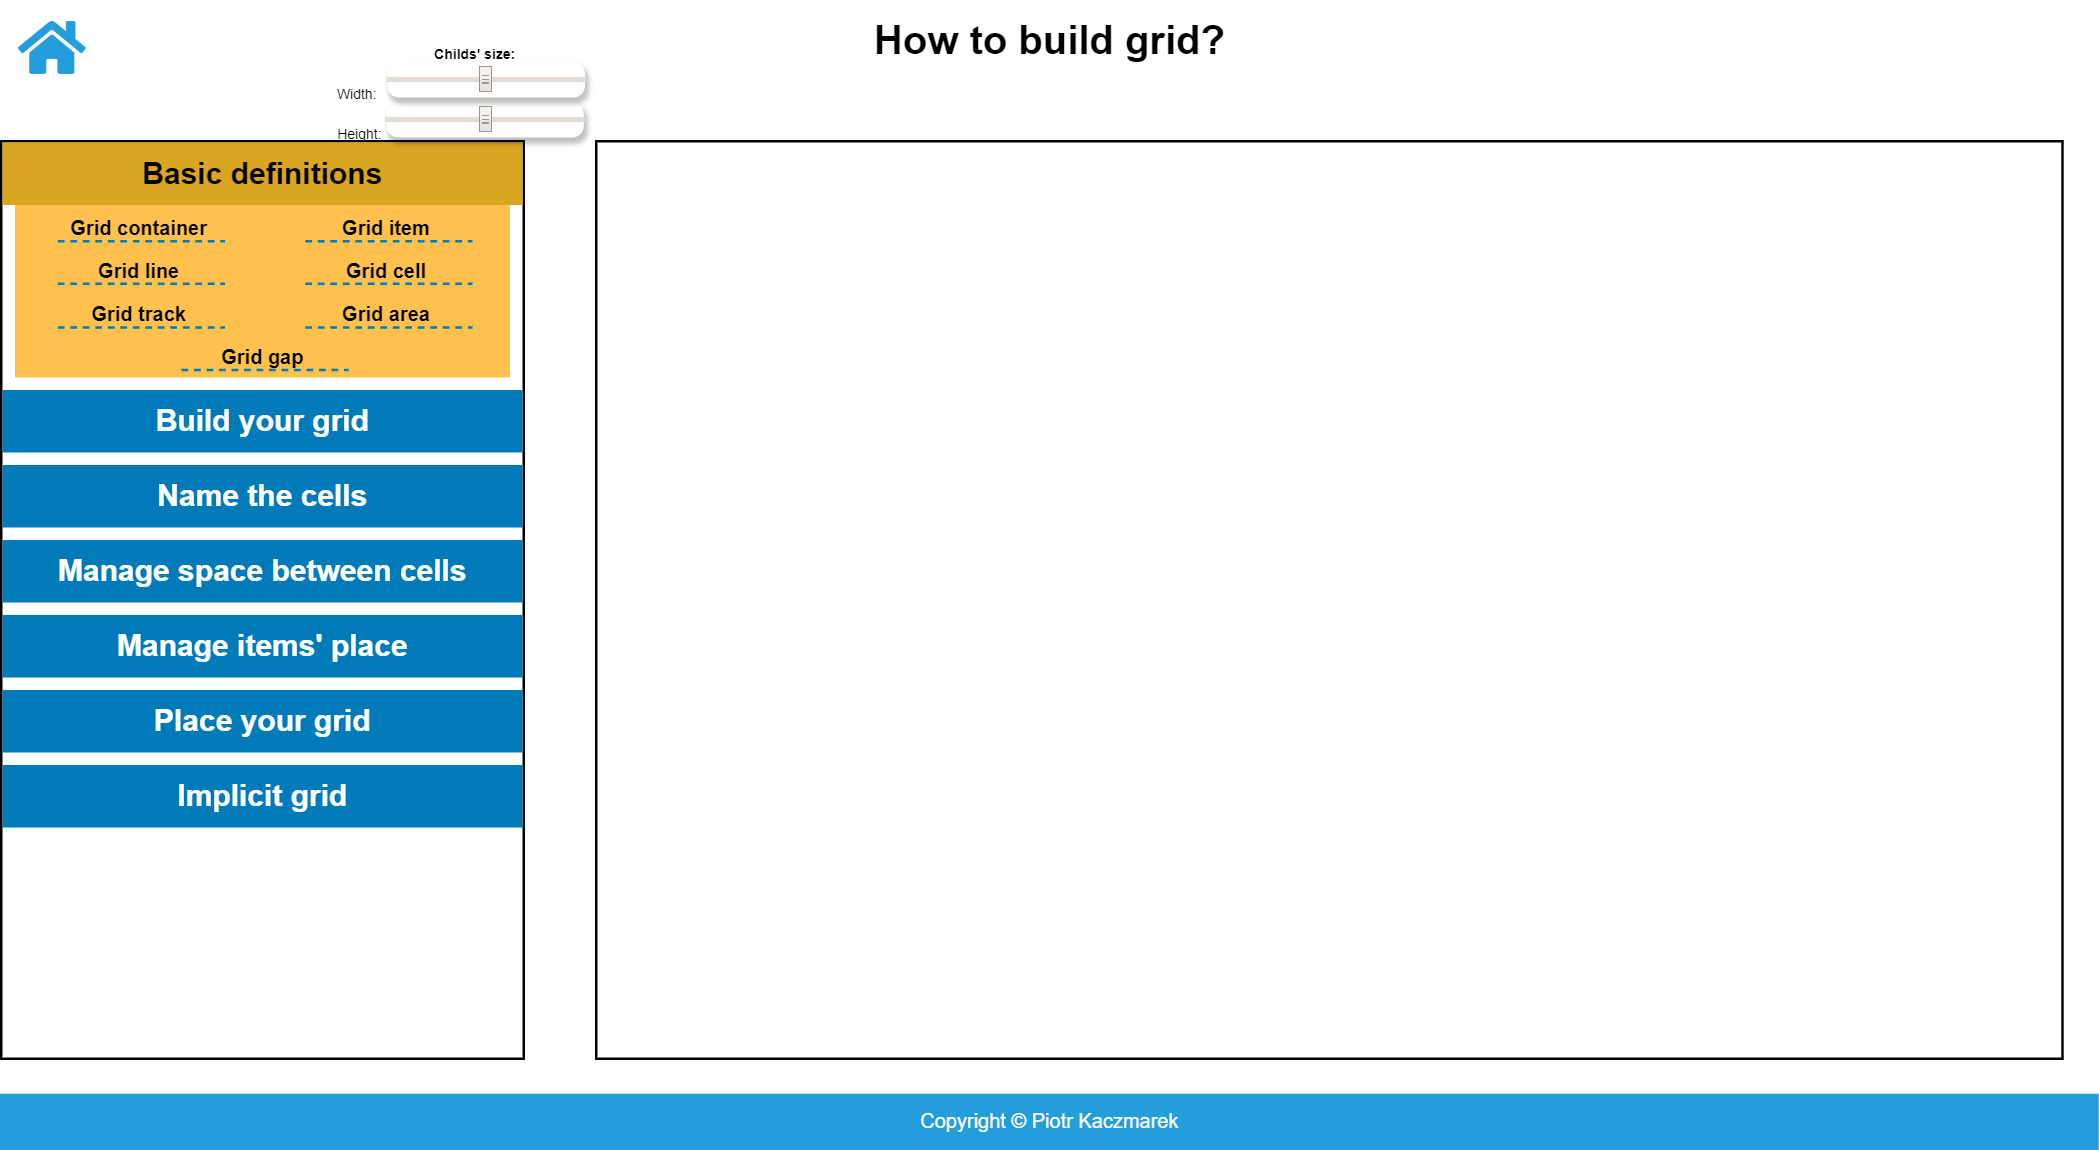 How to build grid?
Childs' size:
Width:
Height:
Basic definitions
Grid container
Grid item
Grid line
Grid cell
Grid track
Grid area
Grid gap
Build your grid
Name the cells
Manage space between cells
Manage items' place
Place your grid
Implicit grid
Copyright © Piotr Kaczmarek